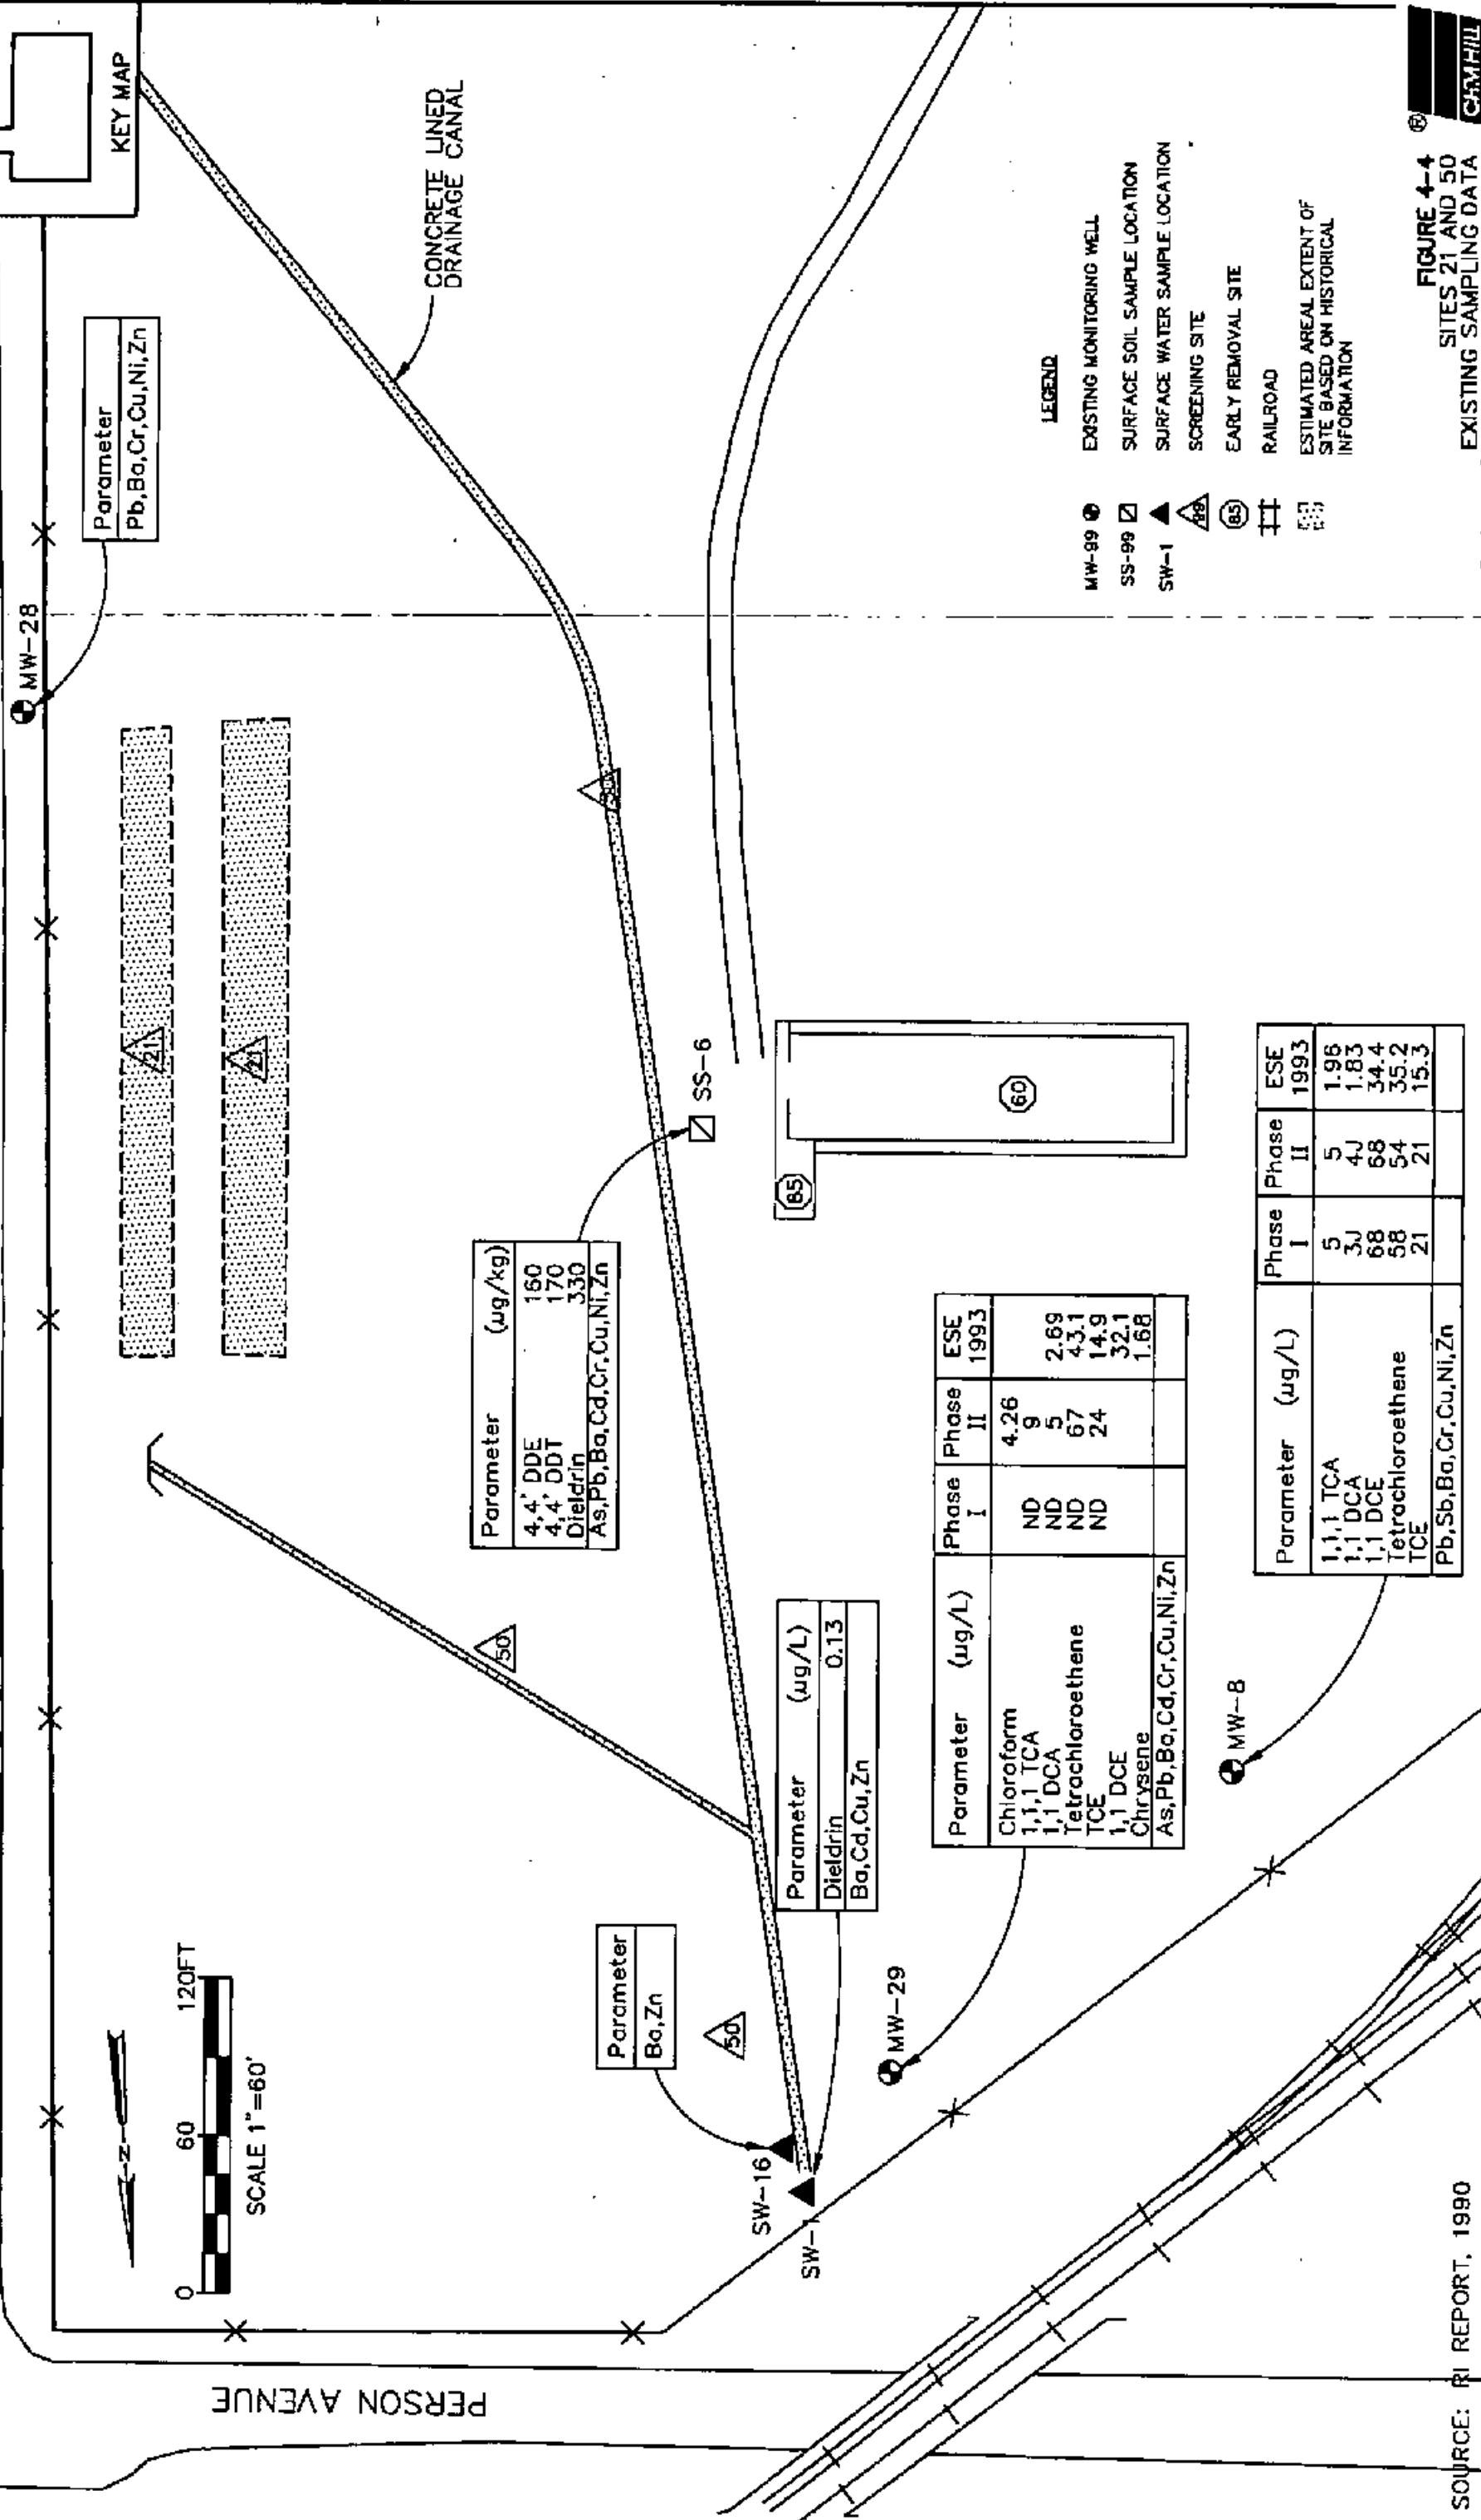 KEY MAP
MW-28
Parameter
Pb,Ba,Cr,Cu,Ni,Zn
CONCRETE LINED
DRAINAGE CANAL
21
21
Parameter (µg/kg)
4,4' DDE 160
4,4' DDT 170
Dieldrin 330
As,Pb,Ba,Cd,Cr,Cu,Ni,Zn
SS-6
85
60
50
50
0 60 120FT
SCALE 1"=60'
N
PERSON AVENUE
Parameter
Ba,Zn
SW-16
SW-1
Parameter (µg/L)
Dieldrin 0.13
Ba,Cd,Cu,Zn
MW-29
Parameter (µg/L) Phase I Phase II ESE 1993
Chloroform 4.26
1,1,1 TCA ND 9
1,1 DCA ND 5 2.69
Tetrachloroethene ND 67 43.1
TCE ND 24 14.9
1,1 DCE 32.1
Chrysene 1.68
As,Pb,Ba,Cd,Cr,Cu,Ni,Zn
MW-8
Parameter (µg/L) Phase I Phase II ESE 1993
1,1,1 TCA 5 5 1.96
1,1 DCA 3J 4J 1.83
1,1 DCE 68 68 34.4
Tetrachloroethene 58 54 35.2
TCE 21 21 15.3
Pb,Sb,Ba,Cr,Cu,Ni,Zn
LEGEND
MW-99 EXISTING MONITORING WELL
SS-99 SURFACE SOIL SAMPLE LOCATION
SW-1 SURFACE WATER SAMPLE LOCATION
99 SCREENING SITE
85 EARLY REMOVAL SITE
RAILROAD
ESTIMATED AREAL EXTENT OF
SITE BASED ON HISTORICAL
INFORMATION
SOURCE: RI REPORT, 1990
FIGURE 4-4
SITES 21 AND 50
EXISTING SAMPLING DATA
®
CH2MHILL